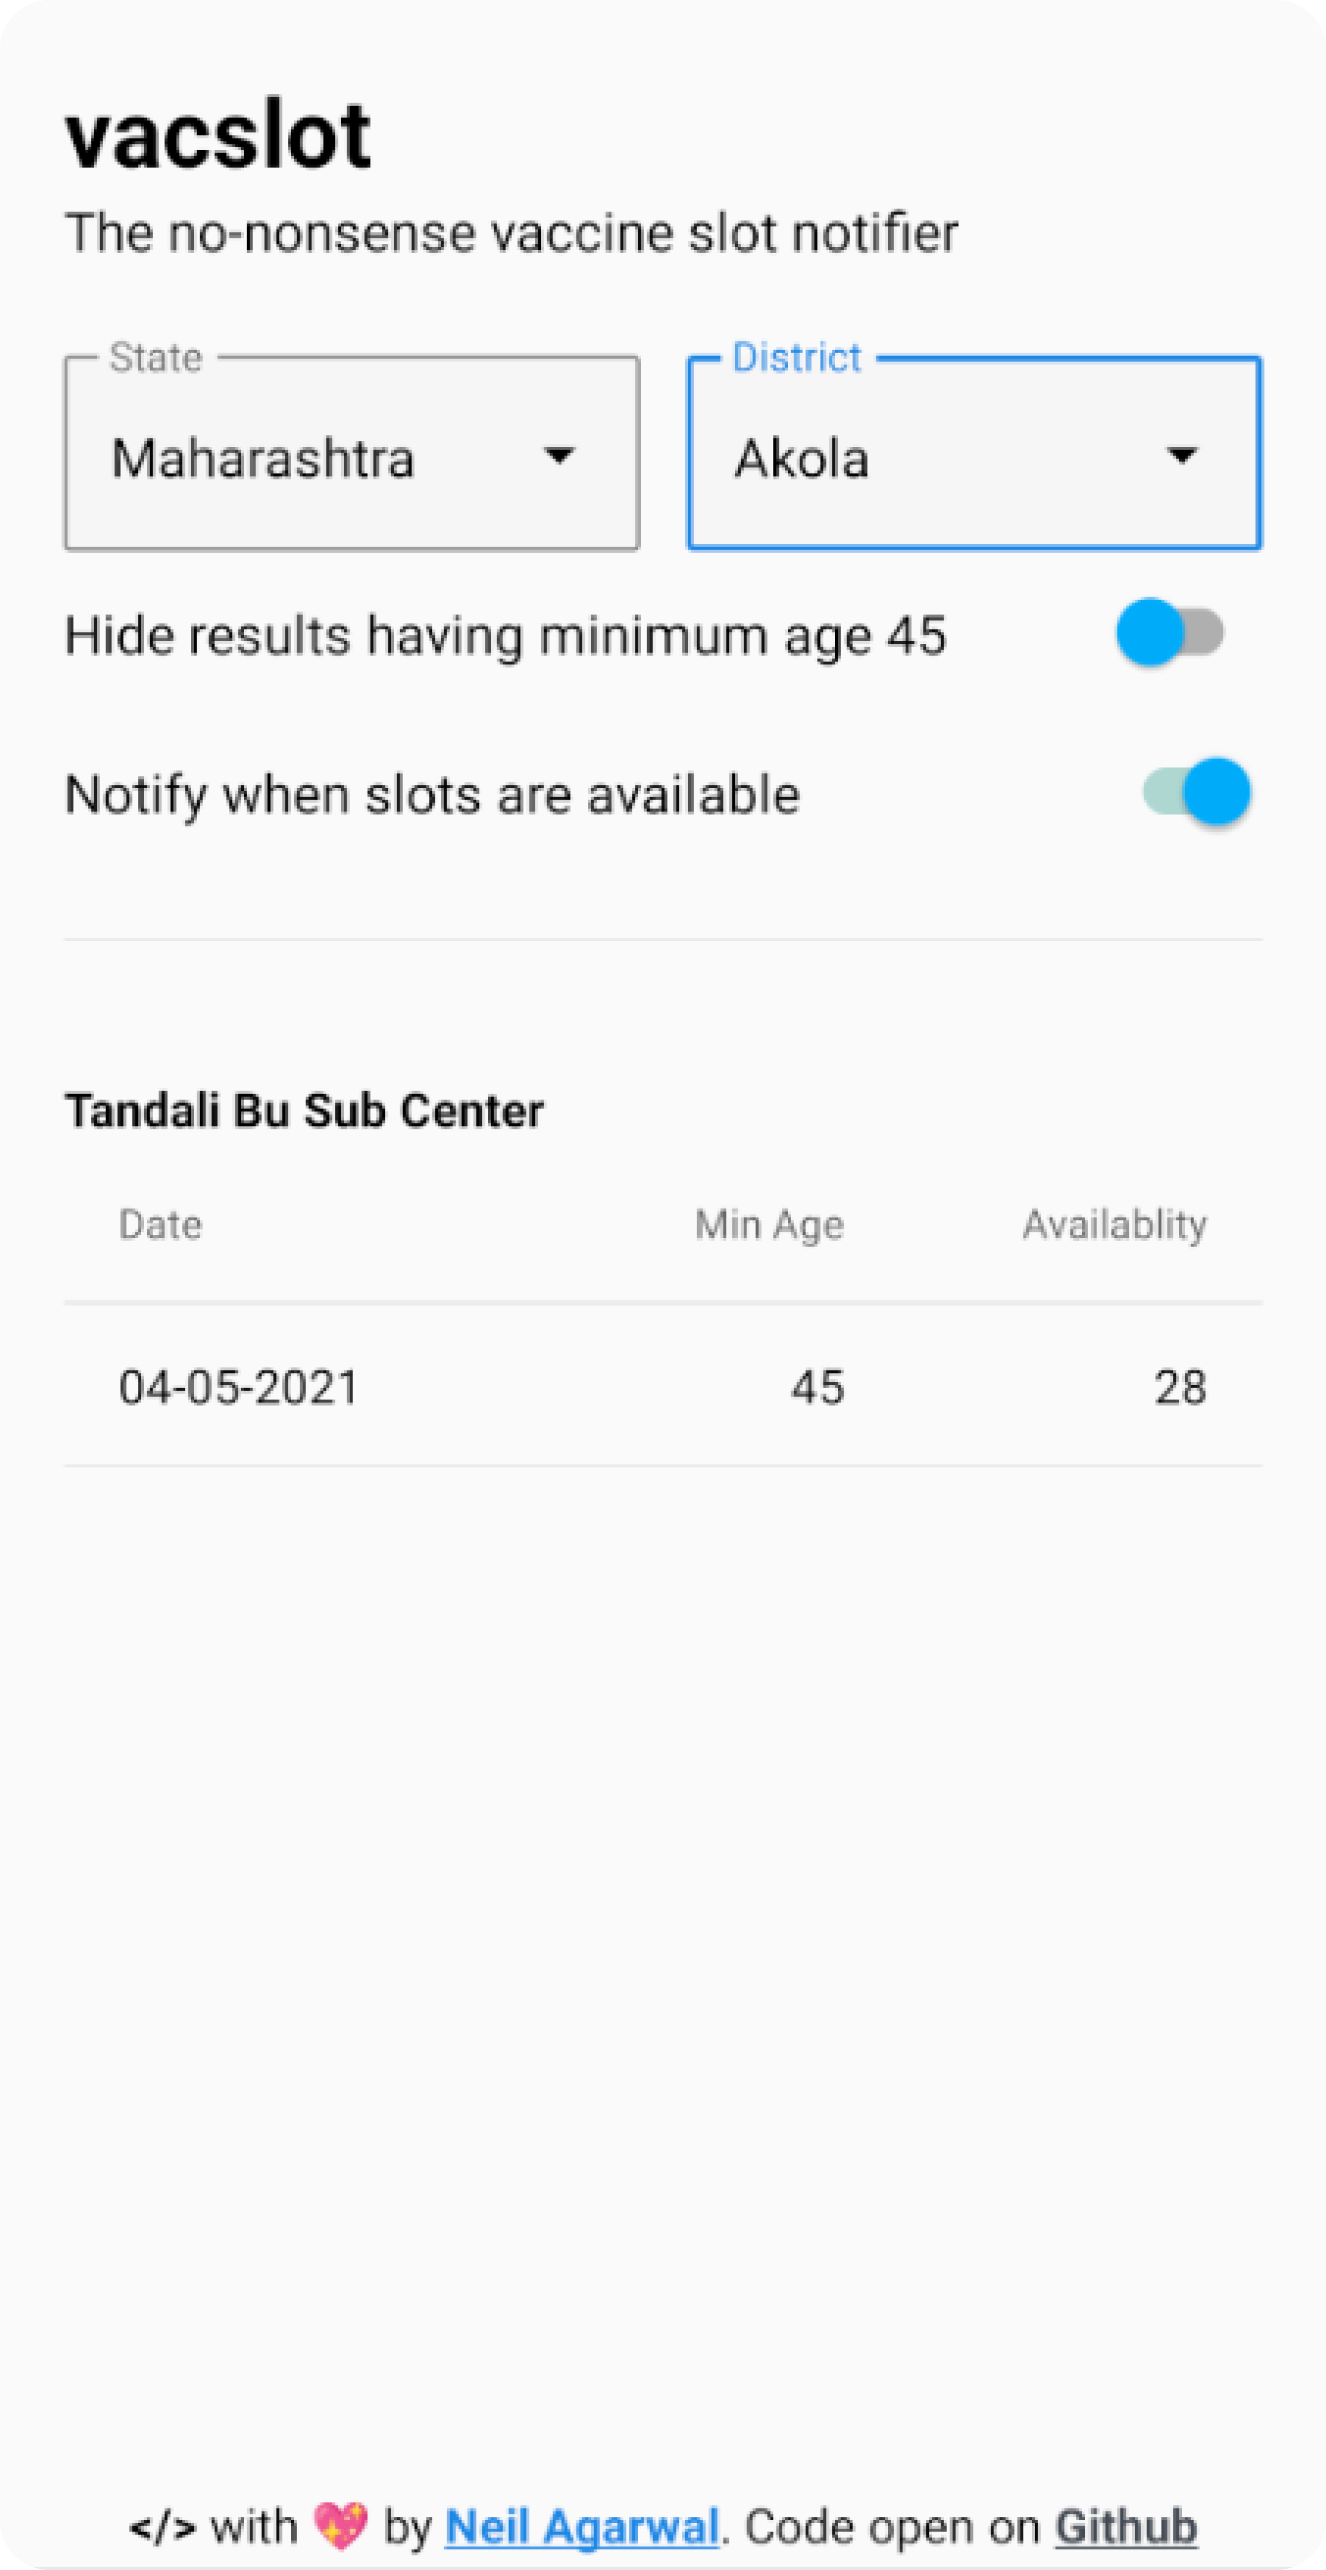 vacslot
The no-nonsense vaccine slot notifier
State District
Maharashtra Akola
Hide results having minimum age 45
Notify when slots are available
Tandali Bu Sub Center
Date Min Age Availablity
04-05-2021 45 28
</> with 💖 by Neil Agarwal. Code open on Github